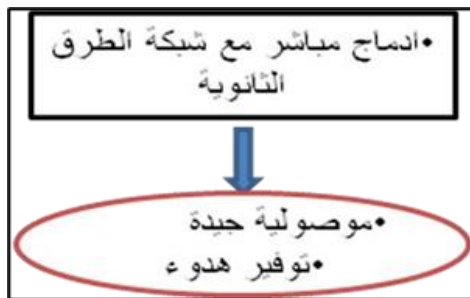 •ادماج مباشر مع شبكة الطرق
الثانوية
•موصولية جيدة
•توفير هدوء